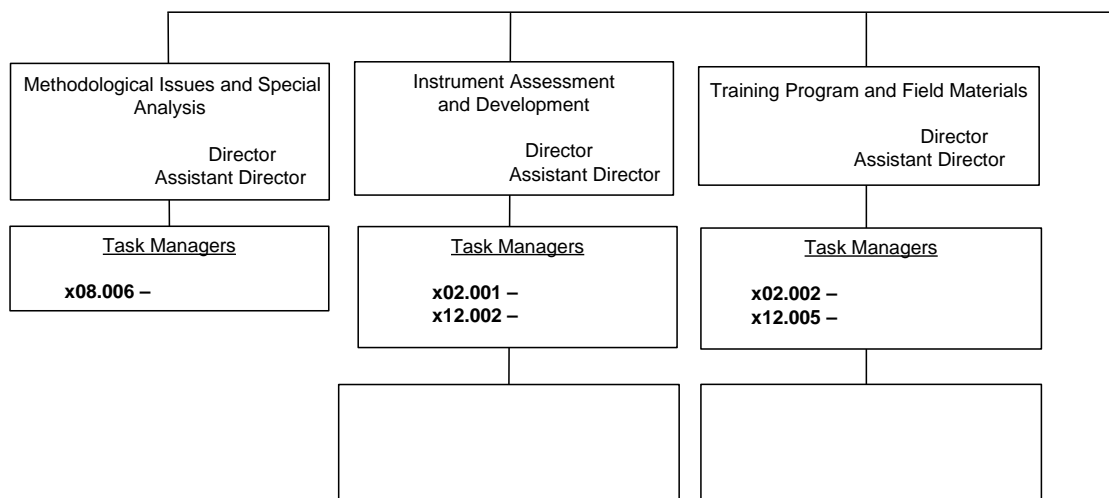 Methodological Issues and Special
Analysis
Director
Assistant Director
Task Managers
x08.006 –
Instrument Assessment
and Development
Director
Assistant Director
Task Managers
x02.001 –
x12.002 –
Training Program and Field Materials
Director
Assistant Director
Task Managers
x02.002 –
x12.005 –